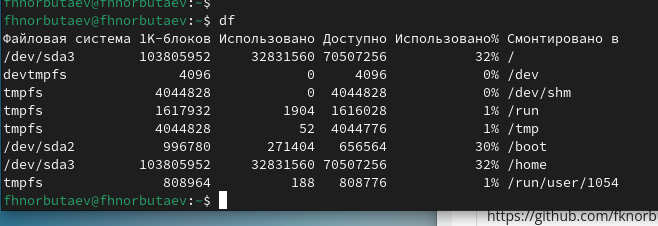 fhnorbutaev@fhnorbutaev:~$
fhnorbutaev@fhnorbutaev:~$ df
Файловая система 1K-блоков Использовано Доступно Использовано% Смонтировано в
/dev/sda3 103805952 32831560 70507256 32% /
devtmpfs 4096 0 4096 0% /dev
tmpfs 4044828 0 4044828 0% /dev/shm
tmpfs 1617932 1904 1616028 1% /run
tmpfs 4044828 52 4044776 1% /tmp
/dev/sda2 996780 271404 656564 30% /boot
/dev/sda3 103805952 32831560 70507256 32% /home
tmpfs 808964 188 808776 1% /run/user/1054
fhnorbutaev@fhnorbutaev:~$
https://github.com/fknorb